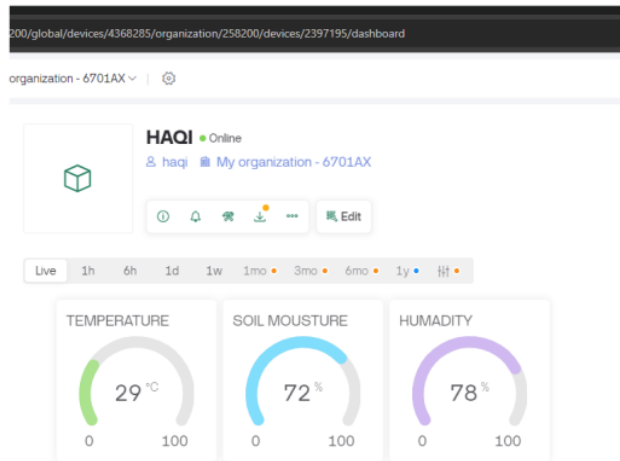 200/global/devices/4368285/organization/258200/devices/2397195/dashboard
organization - 6701AX
HAQI Online
haqi My organization - 6701AX
Edit
Live 1h 6h 1d 1w 1mo 3mo 6mo 1y
TEMPERATURE SOIL MOUSTURE HUMADITY
29 °C 72 % 78 %
0 100 0 100 0 100